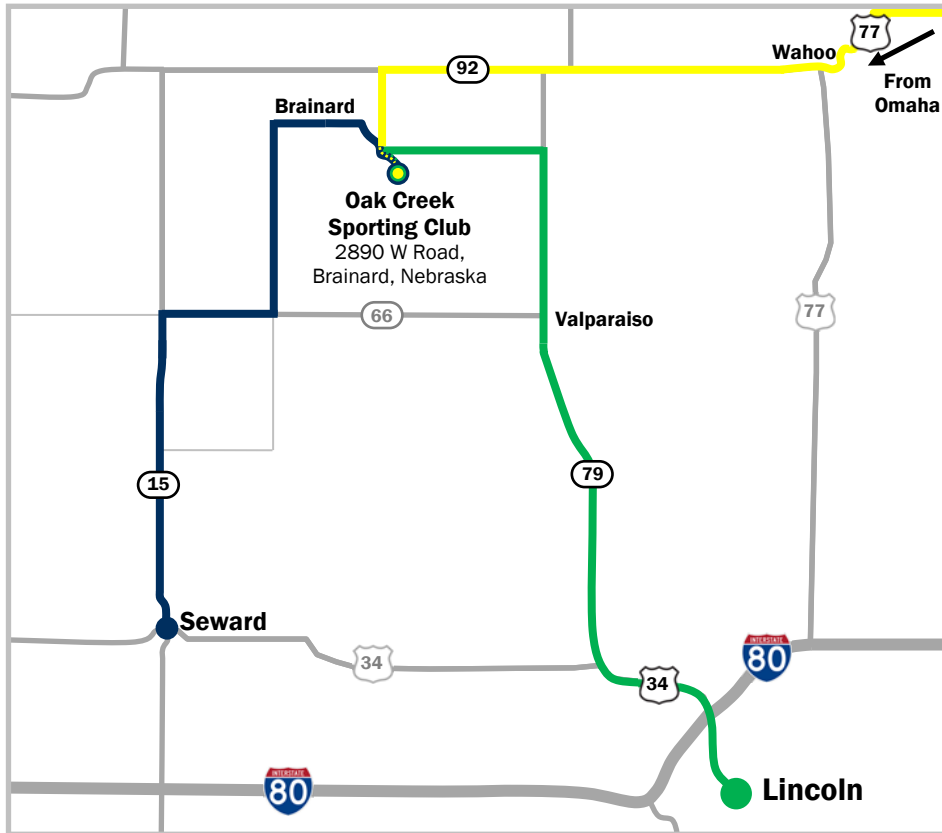 77
Wahoo
92
From
Omaha
Brainard
Oak Creek
Sporting Club
2890 W Road,
Brainard, Nebraska
66
77
Valparaiso
15
79
Seward
34
34
INTERSTATE
80
INTERSTATE
80
Lincoln